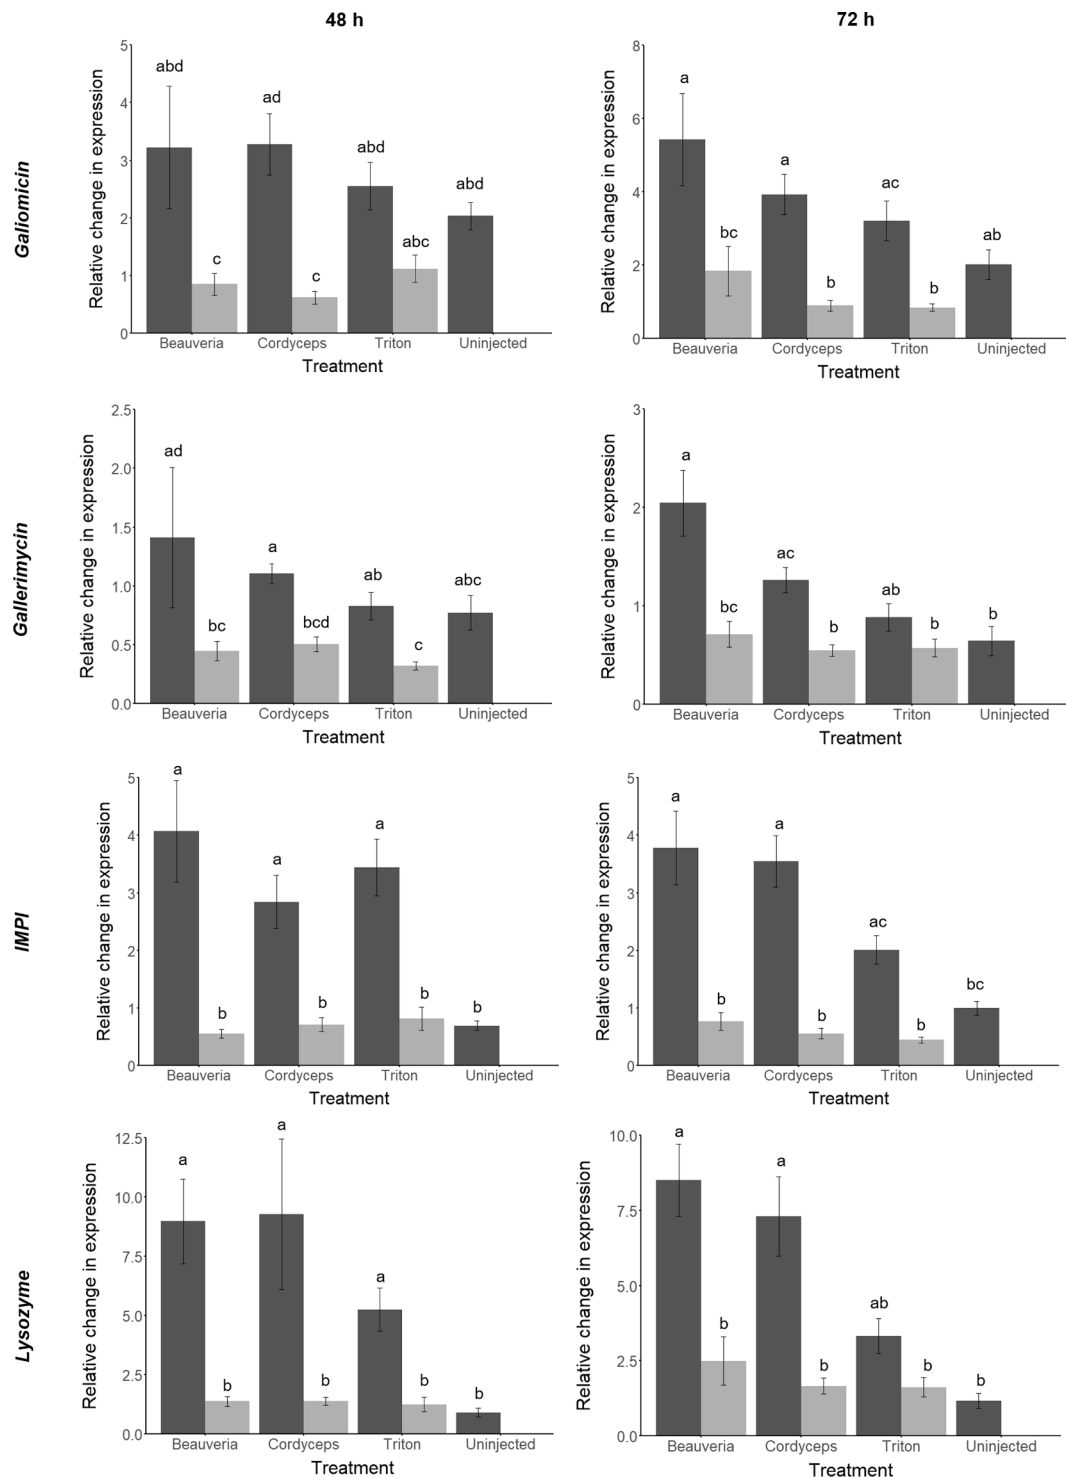 48 h
72 h
Galiomicin
Relative change in expression
5
4
3
2
1
0
abd
c
ad
c
abd
abc
abd
Beauveria
Cordyceps
Triton
Uninjected
Treatment
Relative change in expression
8
6
4
2
0
a
bc
a
b
ac
b
ab
Beauveria
Cordyceps
Triton
Uninjected
Treatment
Gallerimycin
Relative change in expression
2.5
2.0
1.5
1.0
0.5
0.0
ad
bc
a
bcd
ab
c
abc
Beauveria
Cordyceps
Triton
Uninjected
Treatment
Relative change in expression
3
2
1
0
a
bc
ac
b
ab
b
b
Beauveria
Cordyceps
Triton
Uninjected
Treatment
IMPI
Relative change in expression
5
4
3
2
1
0
a
b
a
b
a
b
b
Beauveria
Cordyceps
Triton
Uninjected
Treatment
Relative change in expression
5
4
3
2
1
0
a
b
a
b
ac
b
bc
Beauveria
Cordyceps
Triton
Uninjected
Treatment
Lysozyme
Relative change in expression
12.5
10.0
7.5
5.0
2.5
0.0
a
b
a
b
a
b
b
Beauveria
Cordyceps
Triton
Uninjected
Treatment
Relative change in expression
10.0
7.5
5.0
2.5
0.0
a
b
a
b
ab
b
b
Beauveria
Cordyceps
Triton
Uninjected
Treatment